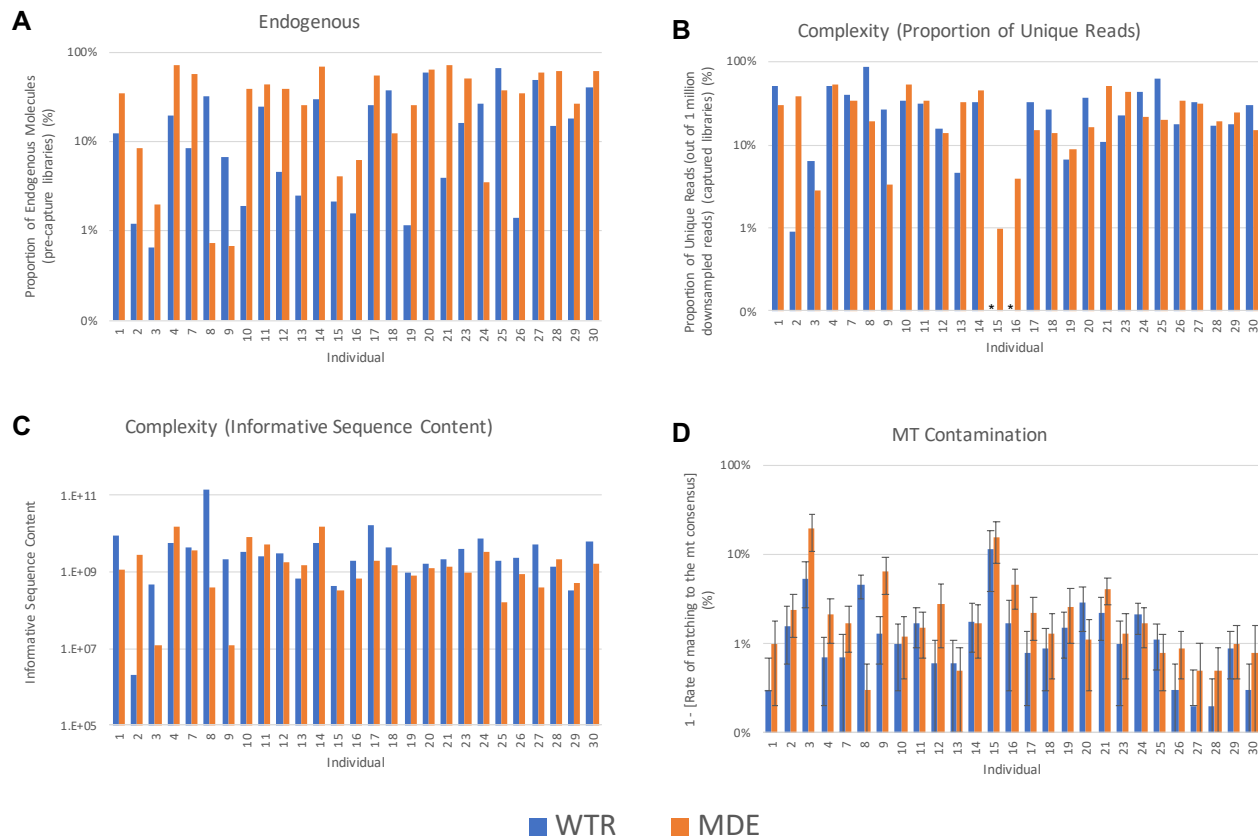 A
Endogenous
Proportion of Endogenous Molecules
(pre-capture libraries) (%)
100%
10%
1%
0%
1 2 3 4 7 8 9 10 11 12 13 14 15 16 17 18 19 20 21 23 24 25 26 27 28 29 30
Individual
B
Complexity (Proportion of Unique Reads)
Proportion of Unique Reads (out of 1 million
downsampled reads) (captured libraries) (%)
100%
10%
1%
0%
* *
1 2 3 4 7 8 9 10 11 12 13 14 15 16 17 18 19 20 21 23 24 25 26 27 28 29 30
Individual
C
Complexity (Informative Sequence Content)
Informative Sequence Content
1.E+11
1.E+09
1.E+07
1.E+05
1 2 3 4 7 8 9 10 11 12 13 14 15 16 17 18 19 20 21 23 24 25 26 27 28 29 30
Individual
D
MT Contamination
1 - [Rate of matching to the mt consensus]
(%)
100%
10%
1%
0%
1 2 3 4 7 8 9 10 11 12 13 14 15 16 17 18 19 20 21 23 24 25 26 27 28 29 30
Individual
WTR MDE